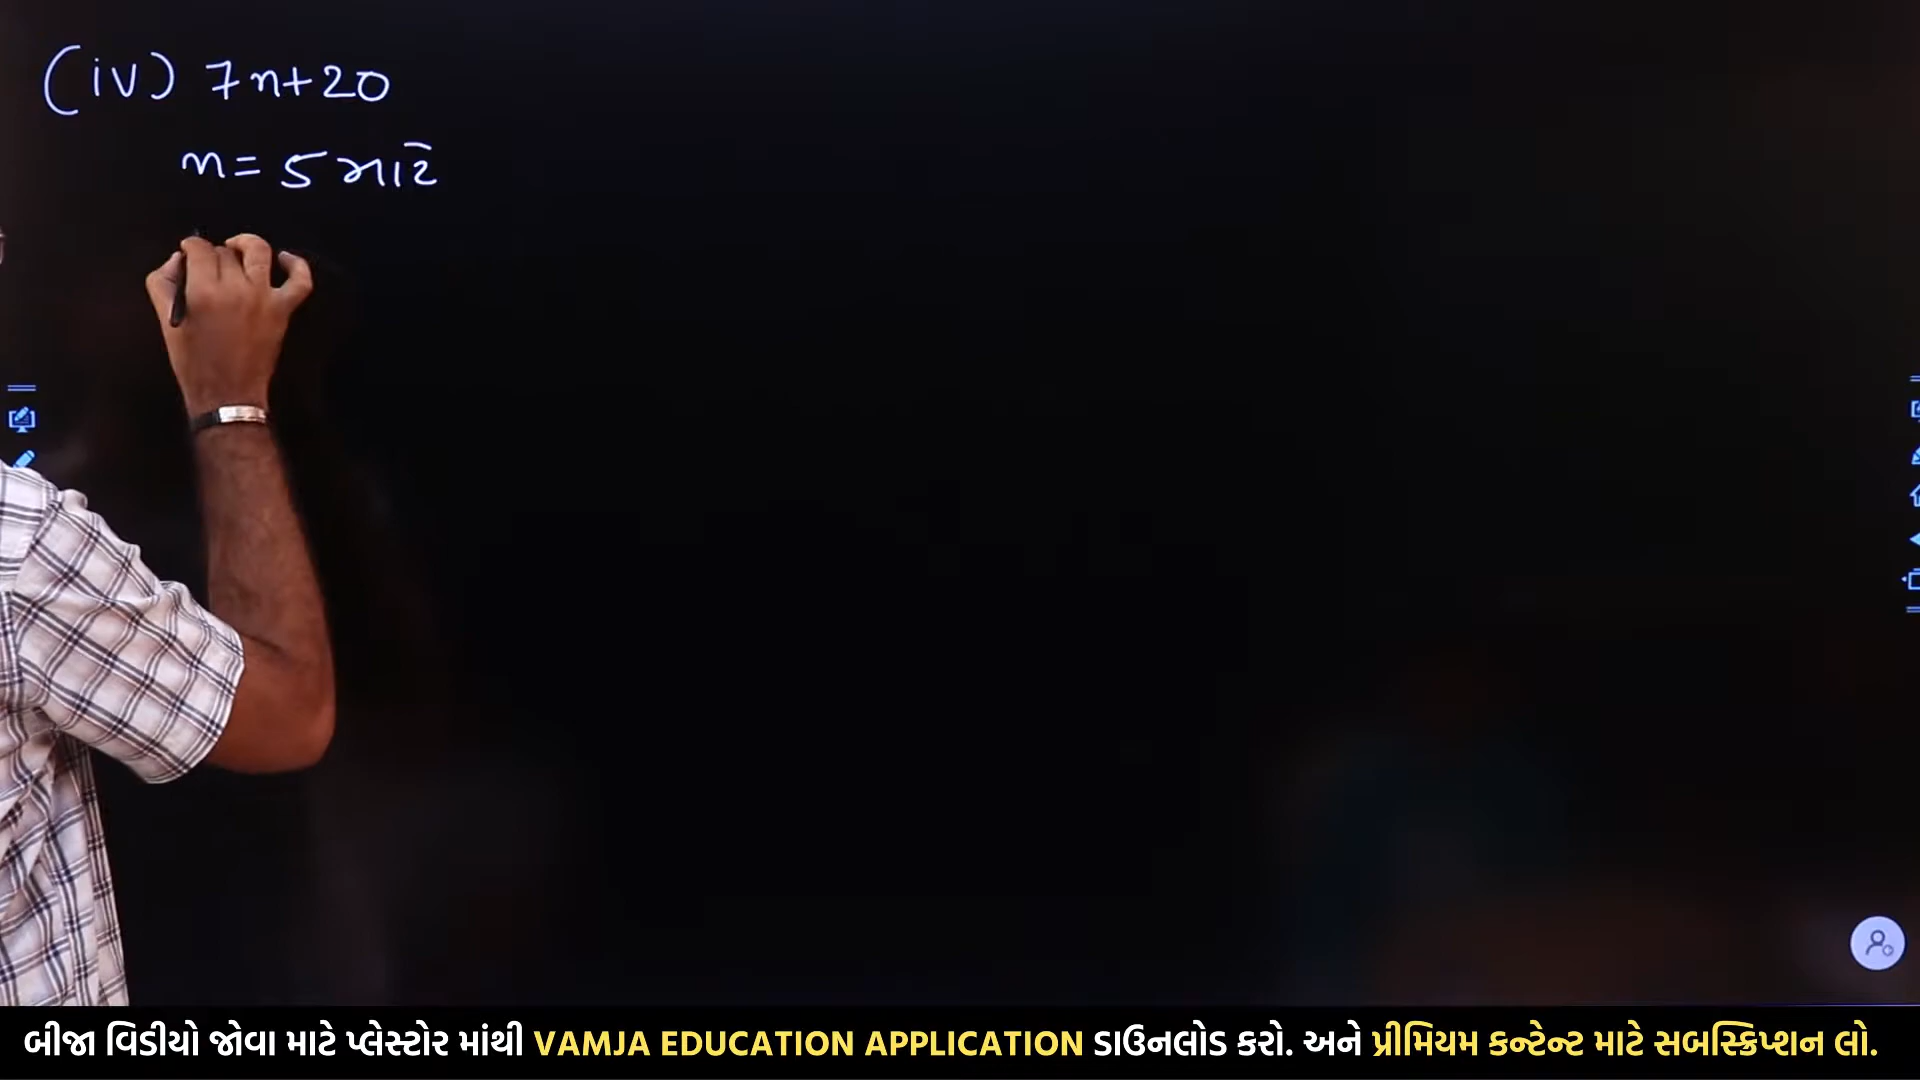 (iv) 7n+20
n= 5 માટે
બીજા વિડીયો જોવા માટે પ્લેસ્ટોર માંથી VAMJA EDUCATION APPLICATION ડાઉનલોડ કરો. અને પ્રીમિયમ કન્ટેન્ટ માટે સબસ્ક્રિપ્શન લો.